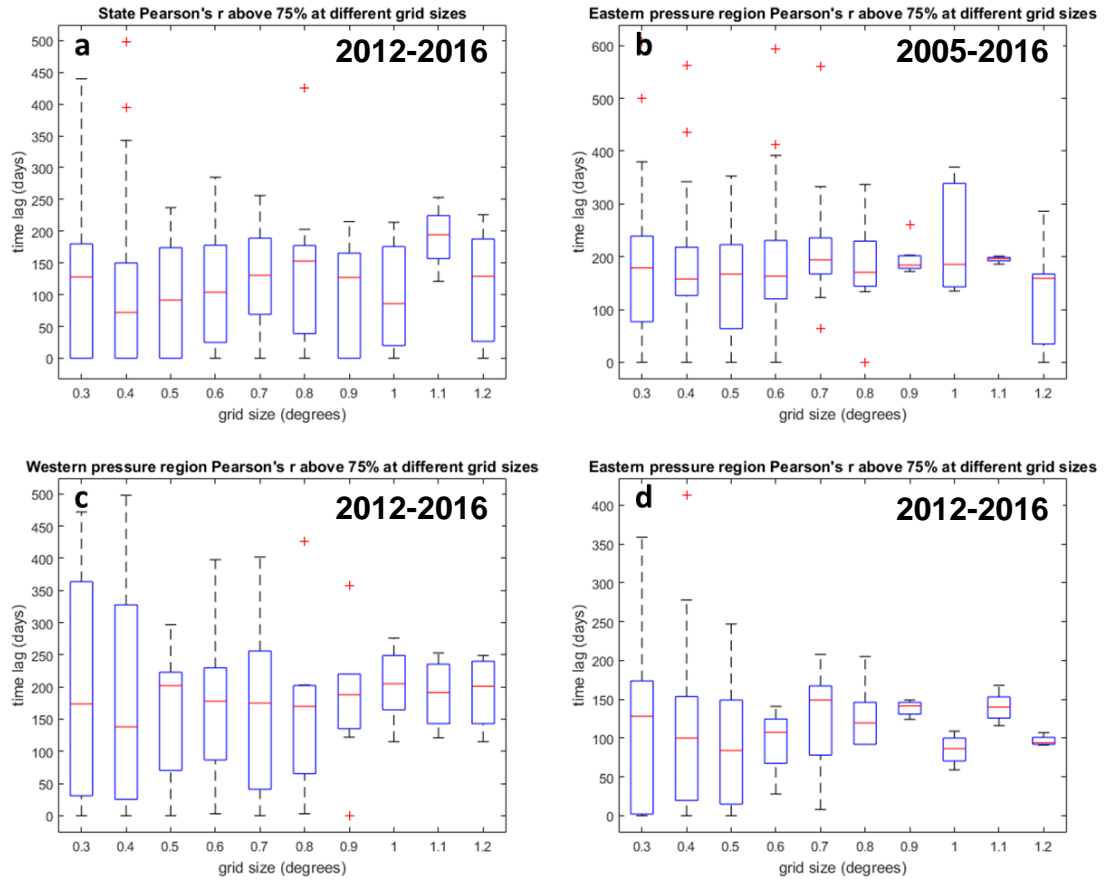 State Pearson's r above 75% at different grid sizes
a
2012-2016
500
450
400
350
300
250
200
150
100
50
0
time lag (days)
0.3 0.4 0.5 0.6 0.7 0.8 0.9 1 1.1 1.2
grid size (degrees)
Eastern pressure region Pearson's r above 75% at different grid sizes
b
2005-2016
600
500
400
300
200
100
0
time lag (days)
0.3 0.4 0.5 0.6 0.7 0.8 0.9 1 1.1 1.2
grid size (degrees)
Western pressure region Pearson's r above 75% at different grid sizes
c
2012-2016
500
450
400
350
300
250
200
150
100
50
0
time lag (days)
0.3 0.4 0.5 0.6 0.7 0.8 0.9 1 1.1 1.2
grid size (degrees)
Eastern pressure region Pearson's r above 75% at different grid sizes
d
2012-2016
400
350
300
250
200
150
100
50
0
time lag (days)
0.3 0.4 0.5 0.6 0.7 0.8 0.9 1 1.1 1.2
grid size (degrees)